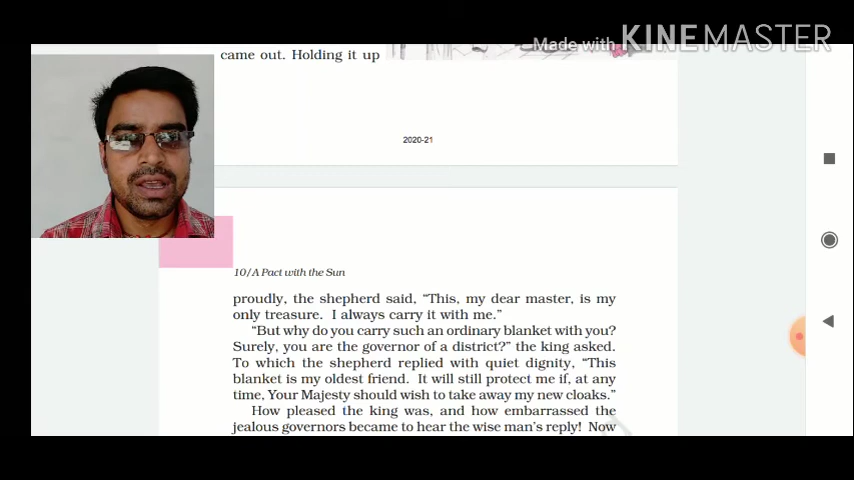 Made with KINEMASTER
came out. Holding it up
2020-21
10/A Pact with the Sun
proudly, the shepherd said, “This, my dear master, is my
only treasure. I always carry it with me.”
“But why do you carry such an ordinary blanket with you?
Surely, you are the governor of a district?” the king asked.
To which the shepherd replied with quiet dignity, “This
blanket is my oldest friend. It will still protect me if, at any
time, Your Majesty should wish to take away my new cloaks.”
How pleased the king was, and how embarrassed the
jealous governors became to hear the wise man's reply! Now